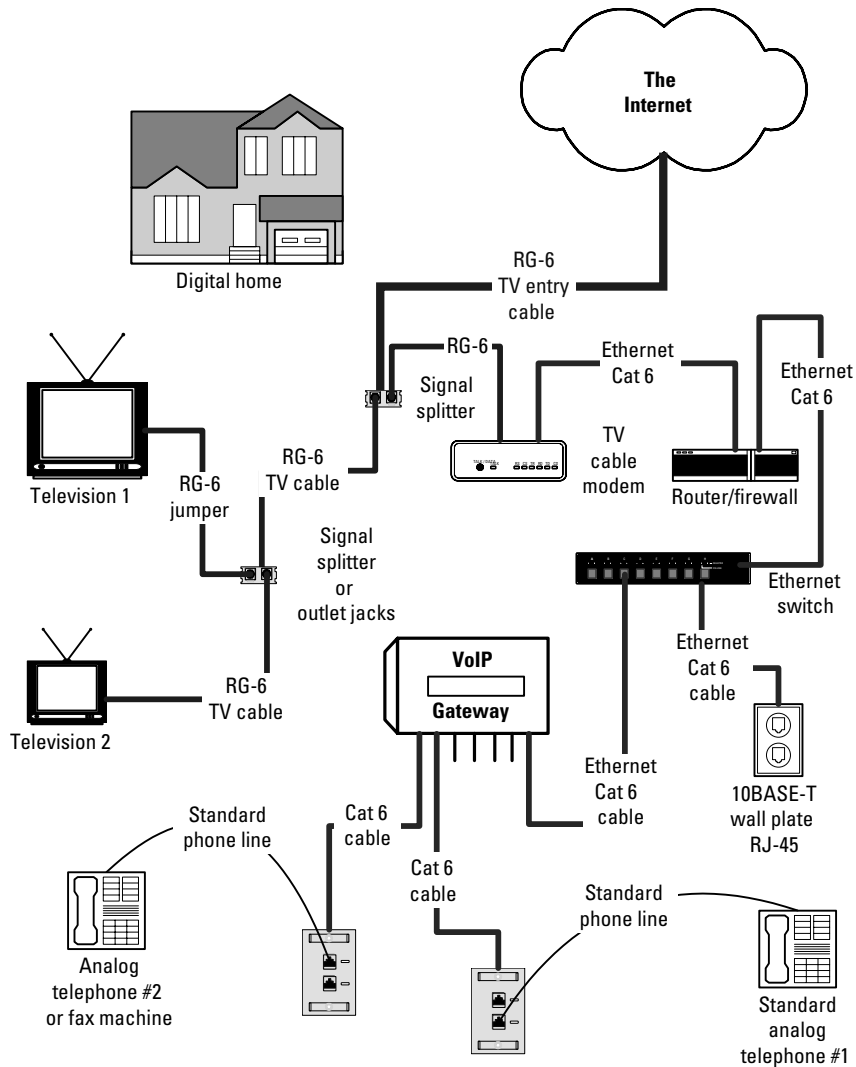 The
Internet
Digital home
RG-6
TV entry
cable
RG-6
Signal
splitter
Ethernet
Cat 6
Ethernet
Cat 6
TV
cable
modem
Router/firewall
Television 1
RG-6
jumper
RG-6
TV cable
Signal
splitter
or
outlet jacks
Ethernet
switch
Ethernet
Cat 6
cable
VoIP
Gateway
RG-6
TV cable
Television 2
Ethernet
Cat 6
cable
10BASE-T
wall plate
RJ-45
Standard
phone line
Cat 6
cable
Cat 6
cable
Standard
phone line
Analog
telephone #2
or fax machine
Standard
analog
telephone #1